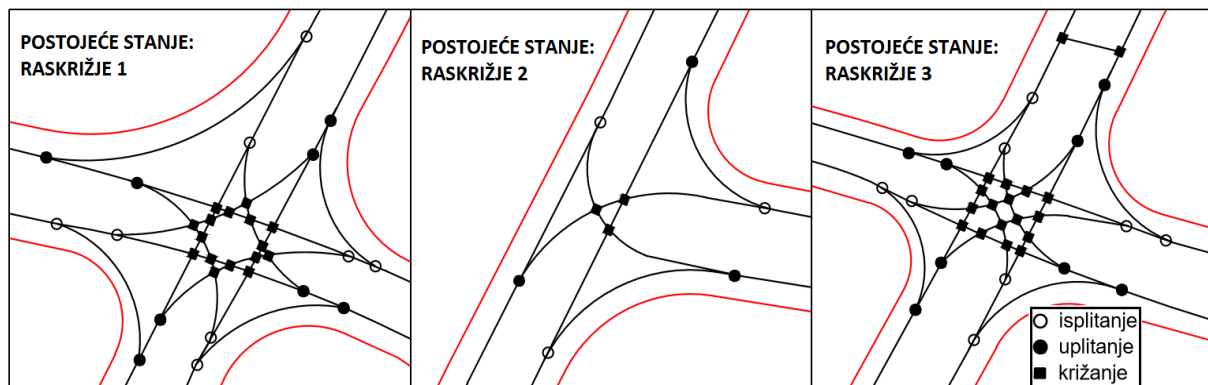 POSTOJEĆE STANJE:
RASKRIŽJE 1
POSTOJEĆE STANJE:
RASKRIŽJE 2
POSTOJEĆE STANJE:
RASKRIŽJE 3
isplitanje
uplitanje
križanje